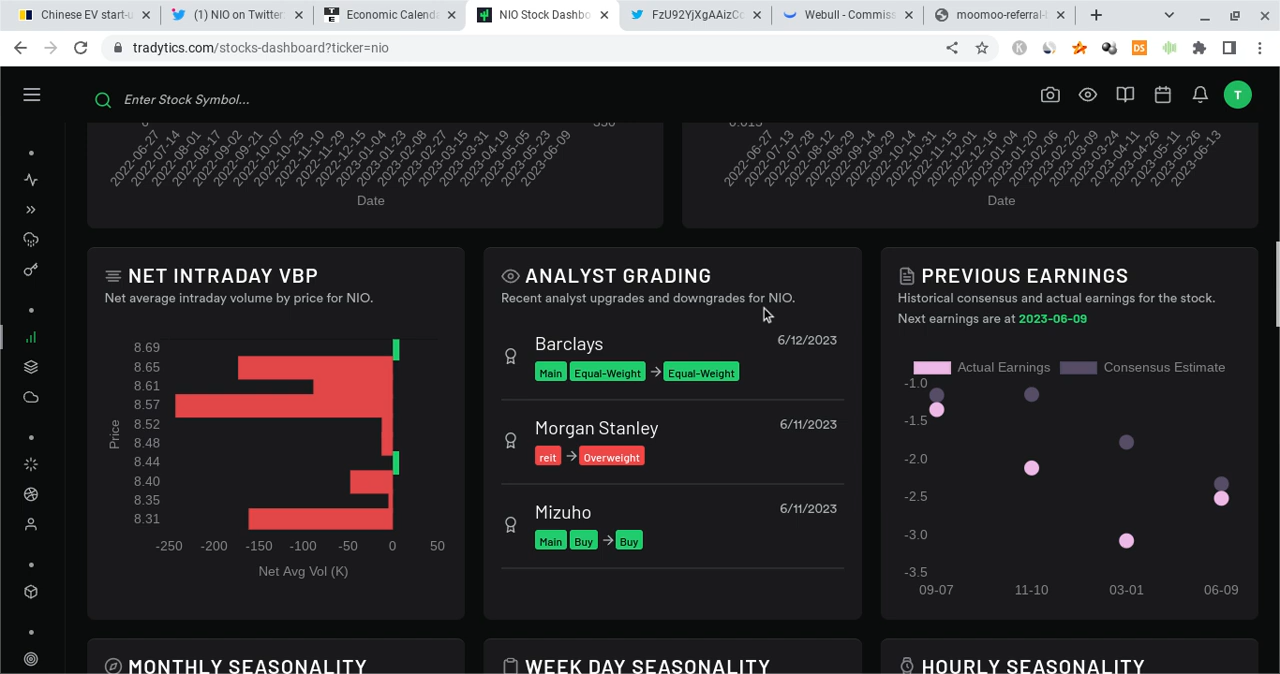 Chinese EV start-u
(1) NIO on Twitter
Economic Calenda
NIO Stock Dashbo
FzU92YjXgAAizCc
Webull - Commiss
moomoo-referral-b
tradytics.com/stocks-dashboard?ticker=nio
K
DS
Enter Stock Symbol...
T
2022-06-27
2022-07-14
2022-08-01
2022-08-17
2022-09-02
2022-09-21
2022-10-07
2022-10-25
2022-11-10
2022-11-29
2022-12-15
2023-01-04
2023-01-23
2023-02-08
2023-02-27
2023-03-15
2023-03-31
2023-04-19
2023-05-05
2023-05-23
2023-06-09
Date
2022-06-27
2022-07-13
2022-07-28
2022-08-12
2022-08-29
2022-09-14
2022-09-29
2022-10-14
2022-10-31
2022-11-15
2022-12-01
2022-12-16
2023-01-04
2023-01-20
2023-02-06
2023-02-22
2023-03-09
2023-03-24
2023-04-11
2023-04-26
2023-05-11
2023-05-26
2023-06-13
Date
NET INTRADAY VBP
Net average intraday volume by price for NIO.
Price
8.69
8.65
8.61
8.57
8.52
8.48
8.44
8.40
8.35
8.31
-250 -200 -150 -100 -50 0 50
Net Avg Vol (K)
ANALYST GRADING
Recent analyst upgrades and downgrades for NIO.
Barclays 6/12/2023
Main Equal-Weight → Equal-Weight
Morgan Stanley 6/11/2023
reit → Overweight
Mizuho 6/11/2023
Main Buy → Buy
PREVIOUS EARNINGS
Historical consensus and actual earnings for the stock.
Next earnings are at 2023-06-09
Actual Earnings Consensus Estimate
-1.0
-1.5
-2.0
-2.5
-3.0
-3.5
09-07 11-10 03-01 06-09
MONTHLY SEASONALITY
WEEK DAY SEASONALITY
HOURLY SEASONALITY